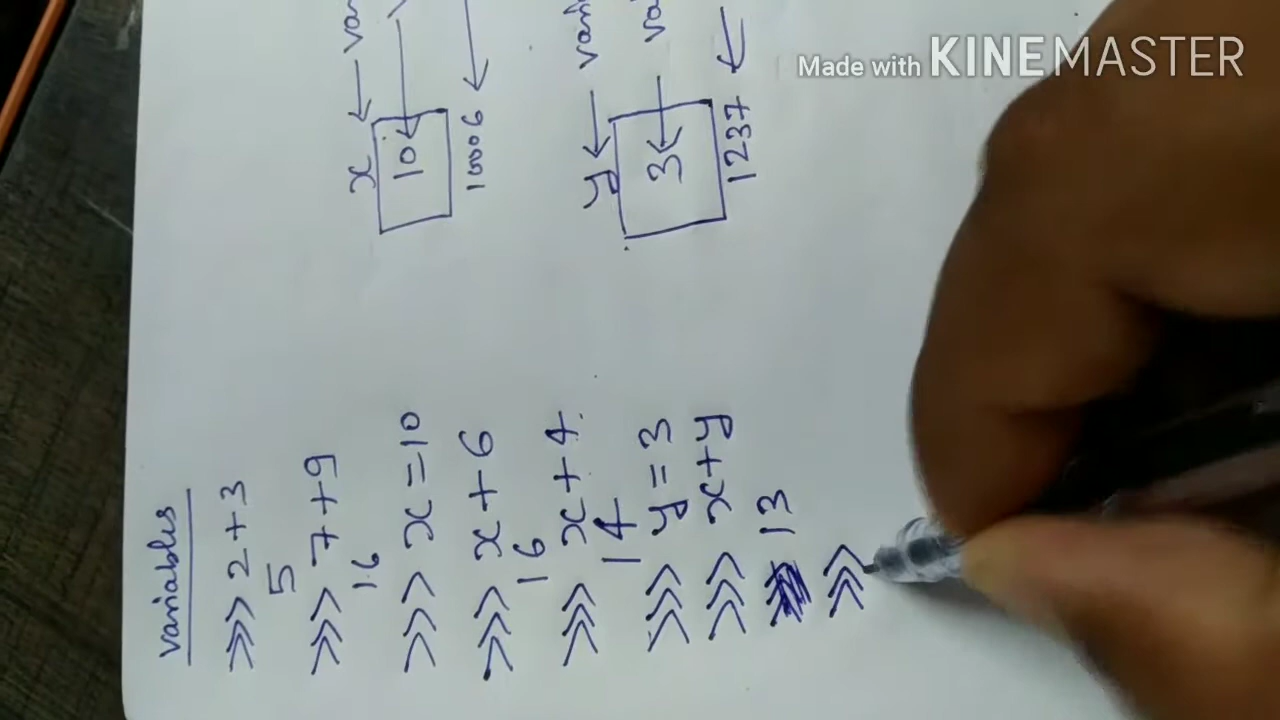 Made with KINEMASTER
variables
>>> 2+3
5
>>> 7+9
16
>>> x=10
>>> x+6
16
>>> x+4
14
>>> y=3
>>> x+y
13
>>>
x ←
10
10006 ←
y ←
3
1237 ←